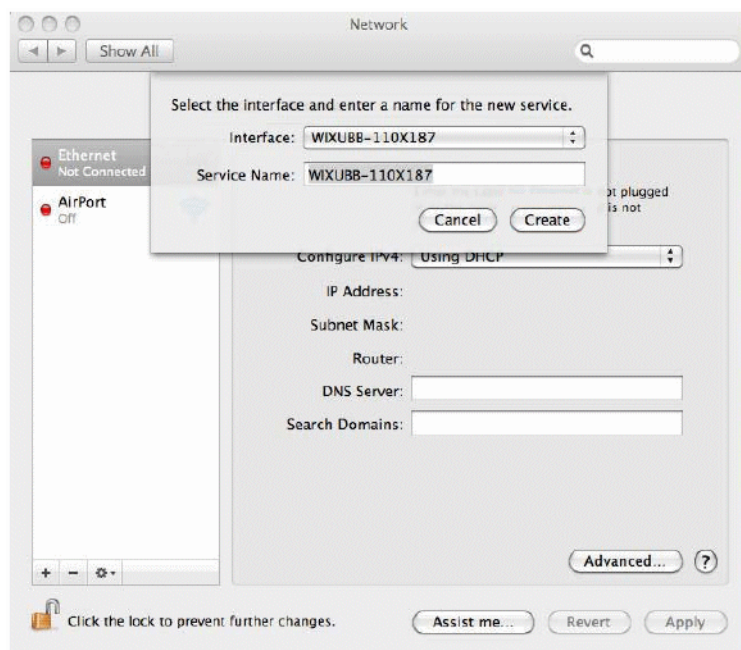 Network
Show All
Select the interface and enter a name for the new service.
Interface: WIXUBB-110X187
Service Name: WIXUBB-110X187
Cancel Create
Ethernet
Not Connected
AirPort
Off
not plugged
is not
Configure IPv4: Using DHCP
IP Address:
Subnet Mask:
Router:
DNS Server:
Search Domains:
Advanced... ?
+ -
Click the lock to prevent further changes.
Assist me... Revert Apply